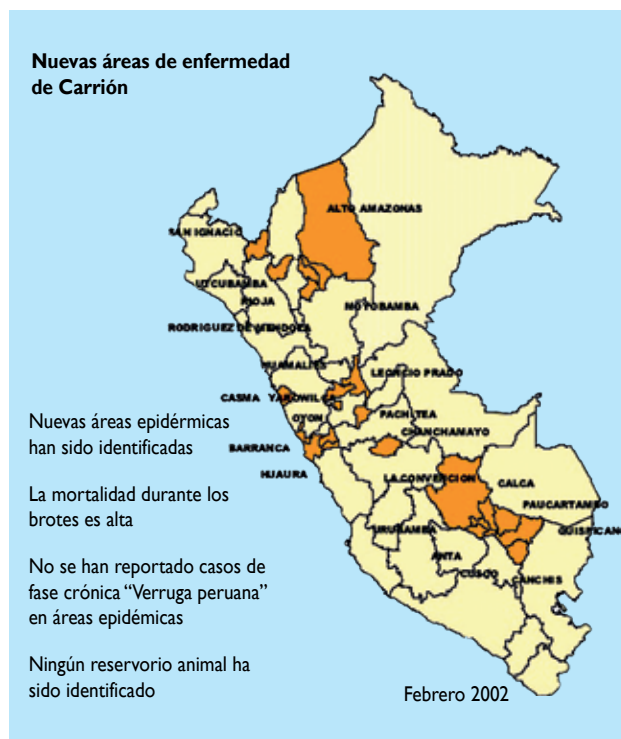 Nuevas áreas de enfermedad
de Carrión
ALTO AMAZONAS
SAN IGNACIO
UTCUBAMBA
RIOJA
MOYOBAMBA
RODRIGUEZ DE MENDOZA
HUAMALIES
LEONCIO PRADO
CASMA
YAROWILCA
PACHITEA
OYON
CHANCHAMAYO
BARRANCA
HUAURA
LA CONVENCION
CALCA
PAUCARTAMBO
URUBAMBA
QUISPICANC
ANTA
CUSCO
CANCHIS
Nuevas áreas epidérmicas
han sido identificadas
La mortalidad durante los
brotes es alta
No se han reportado casos de
fase crónica “Verruga peruana”
en áreas epidémicas
Ningún reservorio animal ha
sido identificado
Febrero 2002